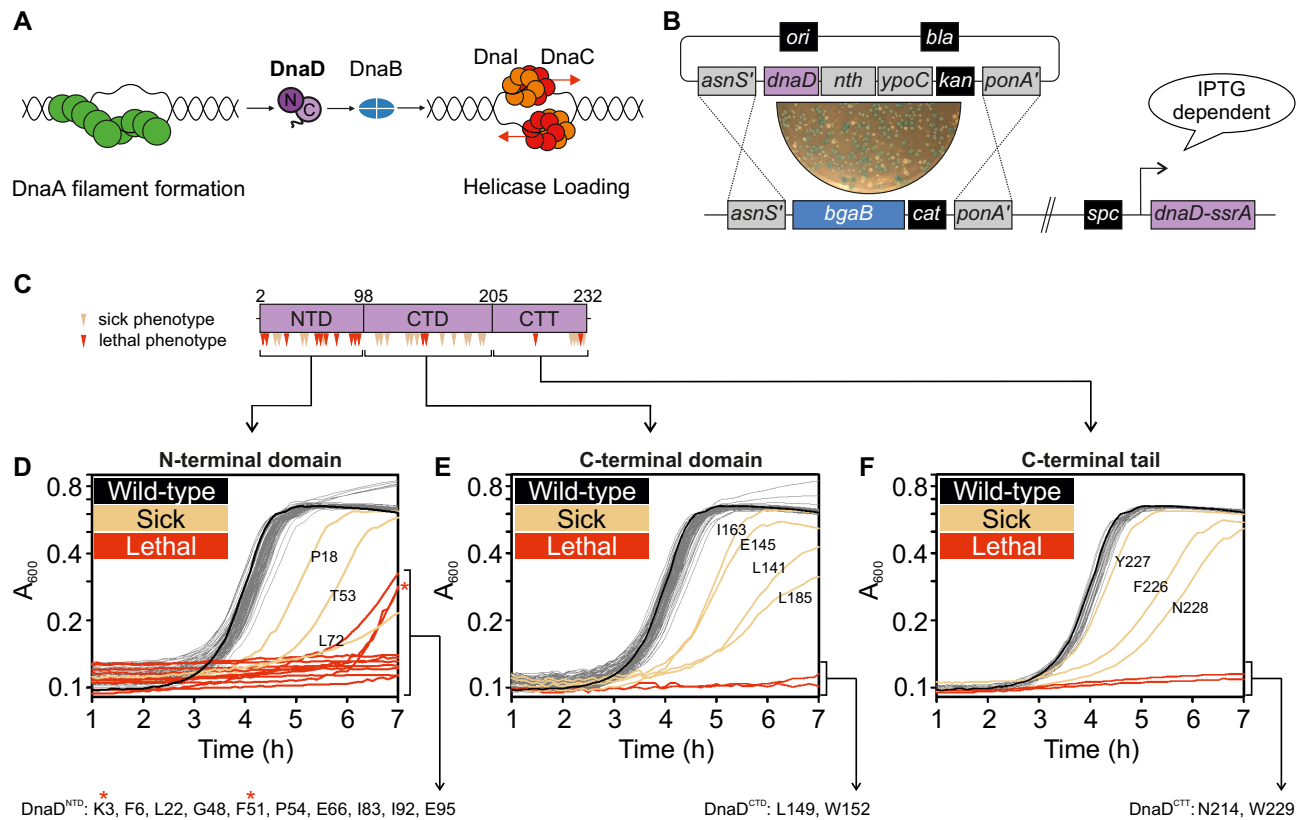 A
DnaD
DnaB
DnaI
DnaC
N
C
DnaA filament formation
Helicase Loading
B
ori
bla
asnS'
dnaD
nth
ypoC
kan
ponA'
IPTG
dependent
asnS'
bgaB
cat
ponA'
//
spc
dnaD-ssrA
C
sick phenotype
lethal phenotype
2
98
205
232
NTD
CTD
CTT
D
N-terminal domain
Wild-type
Sick
Lethal
P18
T53
L72
*
A600
0.8
0.4
0.2
0.1
1 2 3 4 5 6 7
Time (h)
* *
DnaD^NTD: K3, F6, L22, G48, F51, P54, E66, I83, I92, E95
E
C-terminal domain
Wild-type
Sick
Lethal
I163
E145
L141
L185
A600
0.8
0.4
0.2
0.1
1 2 3 4 5 6 7
Time (h)
DnaD^CTD: L149, W152
F
C-terminal tail
Wild-type
Sick
Lethal
Y227
F226
N228
A600
0.8
0.4
0.2
0.1
1 2 3 4 5 6 7
Time (h)
DnaD^CTT: N214, W229